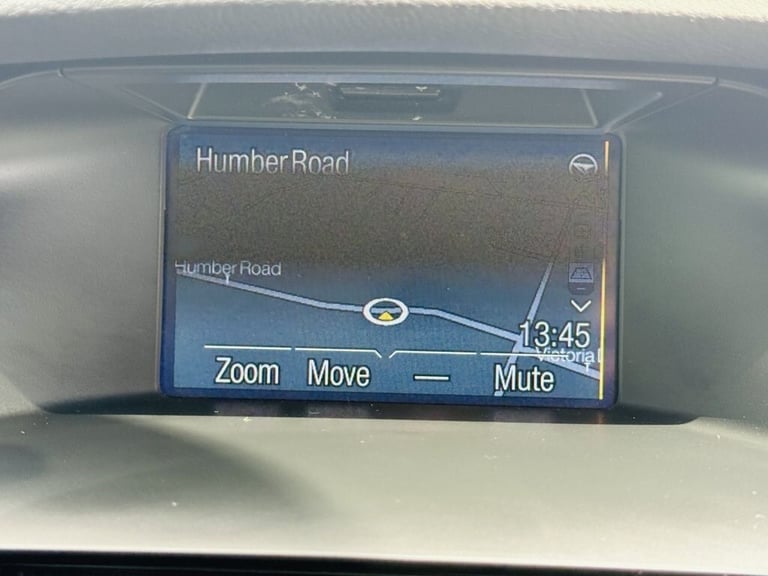 Humber Road
Humber Road
13:45
Victoria
Zoom Move — Mute